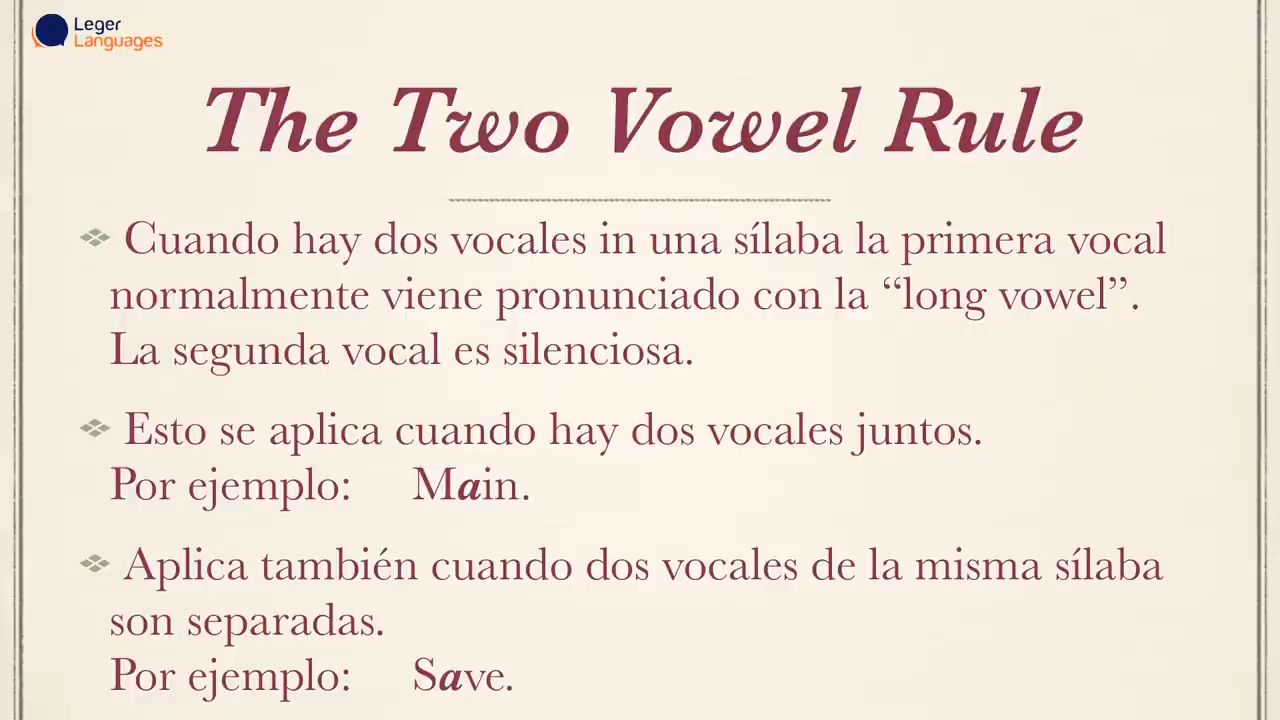 Leger
Languages
The Two Vowel Rule
Cuando hay dos vocales in una sílaba la primera vocal
normalmente viene pronunciado con la “long vowel”.
La segunda vocal es silenciosa.
Esto se aplica cuando hay dos vocales juntos.
Por ejemplo: Main.
Aplica también cuando dos vocales de la misma sílaba
son separadas.
Por ejemplo: Save.